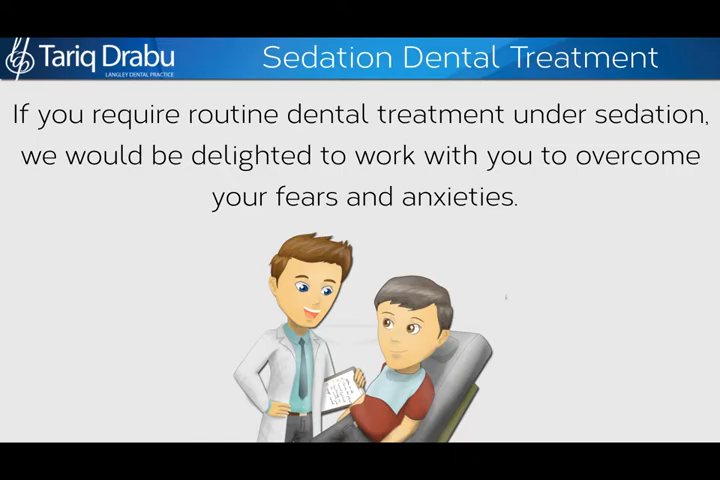 Tariq Drabu
LANGLEY DENTAL PRACTICE
Sedation Dental Treatment
If you require routine dental treatment under sedation,
we would be delighted to work with you to overcome
your fears and anxieties.